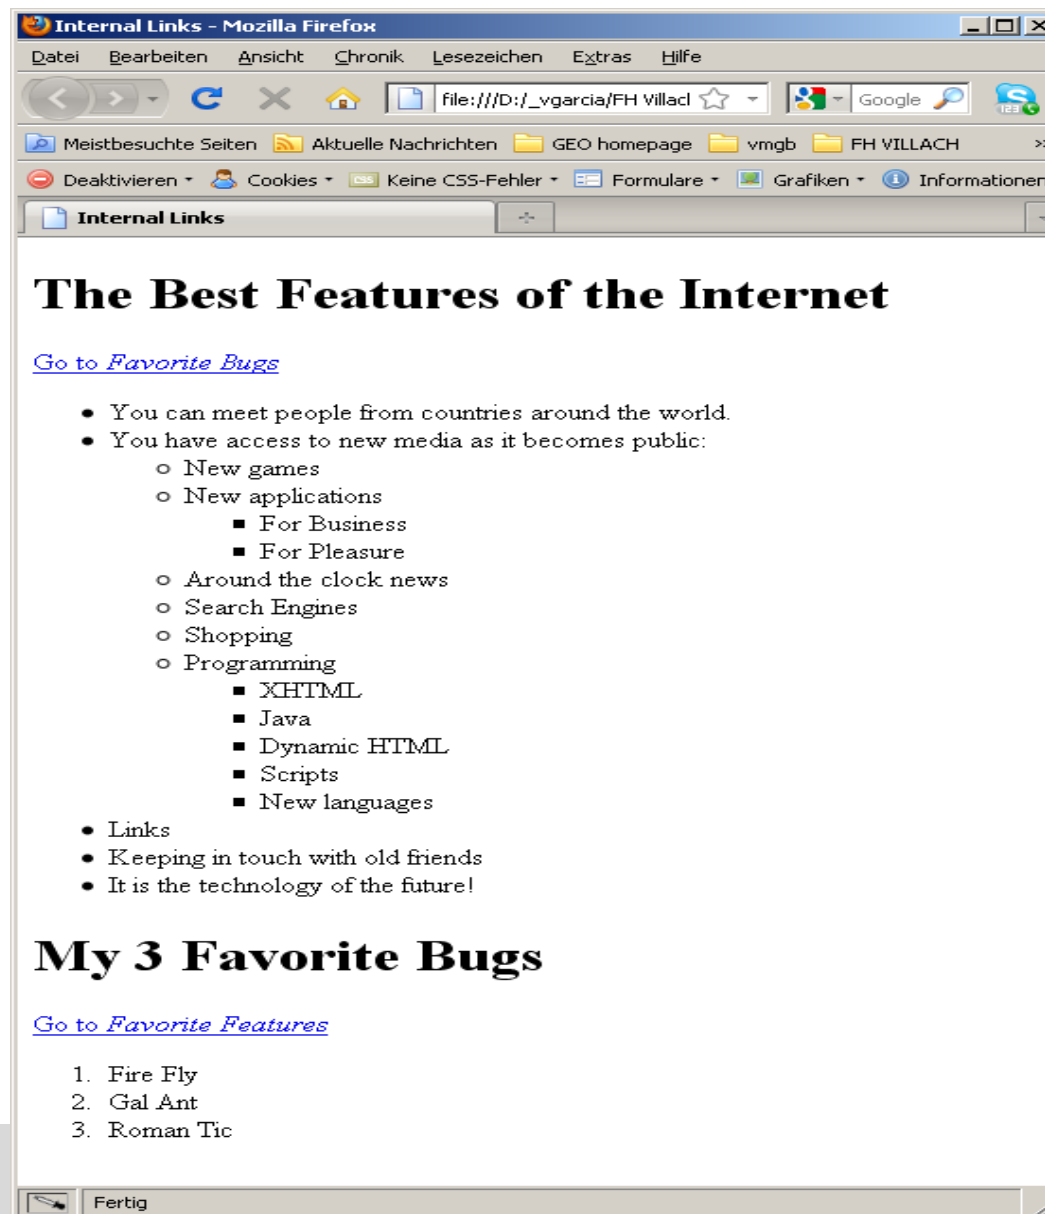 Internal Links - Mozilla Firefox
Datei Bearbeiten Ansicht Chronik Lesezeichen Extras Hilfe
file:///D:/_vgarcia/FH Villacl Google
Meistbesuchte Seiten Aktuelle Nachrichten GEO homepage vmgb FH VILLACH »
Deaktivieren Cookies CSS Keine CSS-Fehler Formulare Grafiken Informationen
Internal Links
The Best Features of the Internet
Go to Favorite Bugs
• You can meet people from countries around the world.
• You have access to new media as it becomes public:
○ New games
○ New applications
■ For Business
■ For Pleasure
○ Around the clock news
○ Search Engines
○ Shopping
○ Programming
■ XHTML
■ Java
■ Dynamic HTML
■ Scripts
■ New languages
• Links
• Keeping in touch with old friends
• It is the technology of the future!
My 3 Favorite Bugs
Go to Favorite Features
1. Fire Fly
2. Gal Ant
3. Roman Tic
Fertig